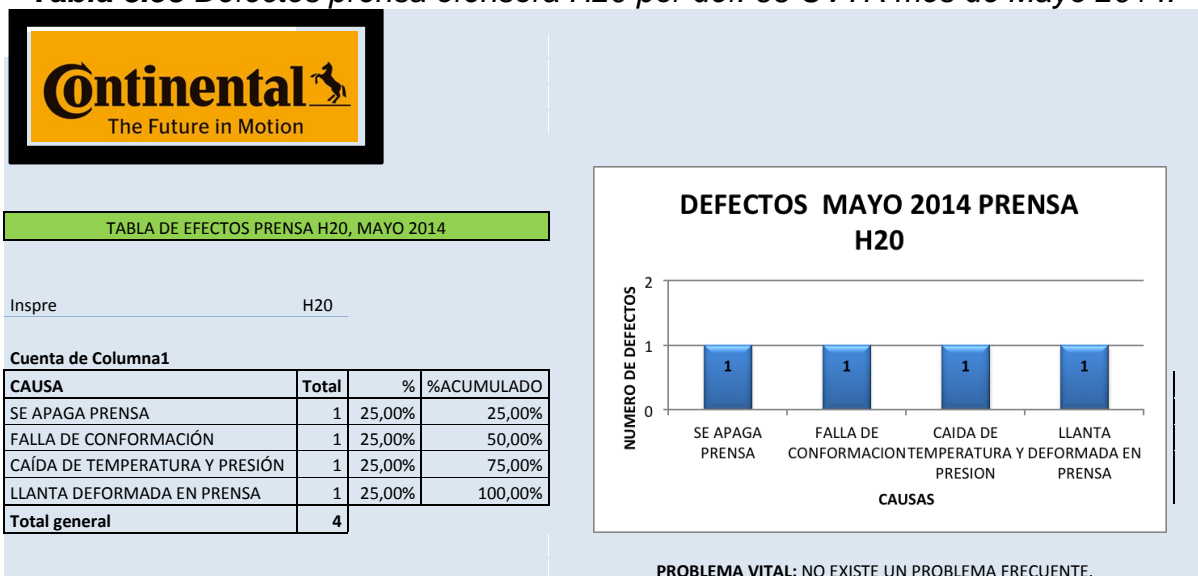 Continental
The Future in Motion
TABLA DE EFECTOS PRENSA H20, MAYO 2014
Inspre H20
Cuenta de Columna1
CAUSA Total % %ACUMULADO
SE APAGA PRENSA 1 25,00% 25,00%
FALLA DE CONFORMACIÓN 1 25,00% 50,00%
CAÍDA DE TEMPERATURA Y PRESIÓN 1 25,00% 75,00%
LLANTA DEFORMADA EN PRENSA 1 25,00% 100,00%
Total general 4
DEFECTOS MAYO 2014 PRENSA
H20
NUMERO DE DEFECTOS
2
1
0
1 1 1 1
SE APAGA FALLA DE CAIDA DE LLANTA
PRENSA CONFORMACION TEMPERATURA Y DEFORMADA EN
PRESION PRENSA
CAUSAS
PROBLEMA VITAL: NO EXISTE UN PROBLEMA FRECUENTE.